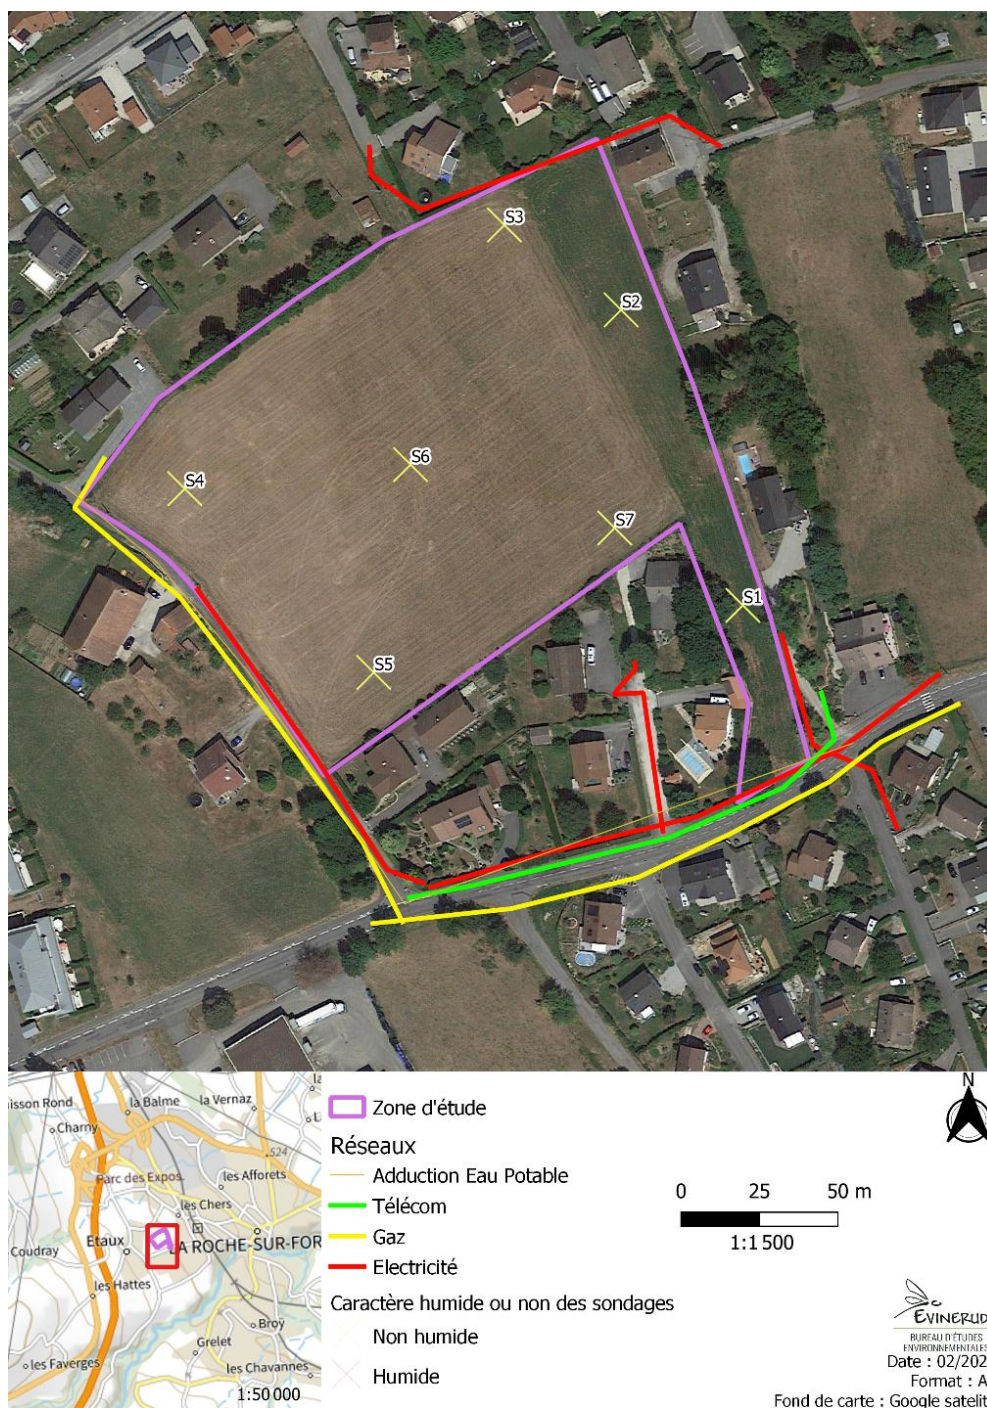 S3
S2
S6
S4
S7
S1
S5
la Balme
la Vernaz
Charny
524
Parc des Expos
les Afforets
les Chers
Etaux
Coudray
LA ROCHE-SUR-FOR
les Hattes
Broÿ
Grelet
les Faverges
les Chavannes
1:50 000
Zone d'étude
Réseaux
Adduction Eau Potable
Télécom
Gaz
Electricité
Caractère humide ou non des sondages
Non humide
Humide
N
0 25 50 m
1:1 500
EVINERUD
BUREAU D'ÉTUDES
ENVIRONNEMENTALES
Date : 02/202
Format : A
Fond de carte : Google satelit